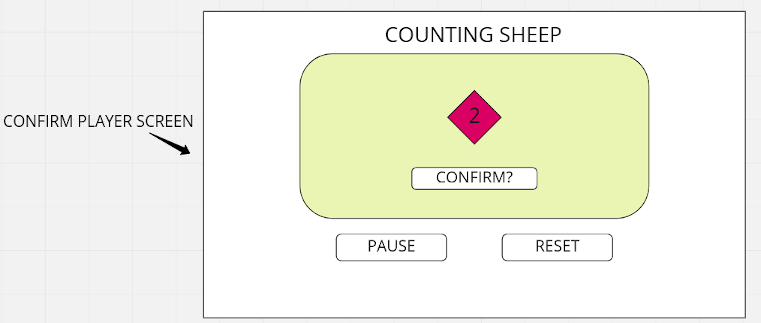 COUNTING SHEEP
CONFIRM PLAYER SCREEN
2
CONFIRM?
PAUSE
RESET